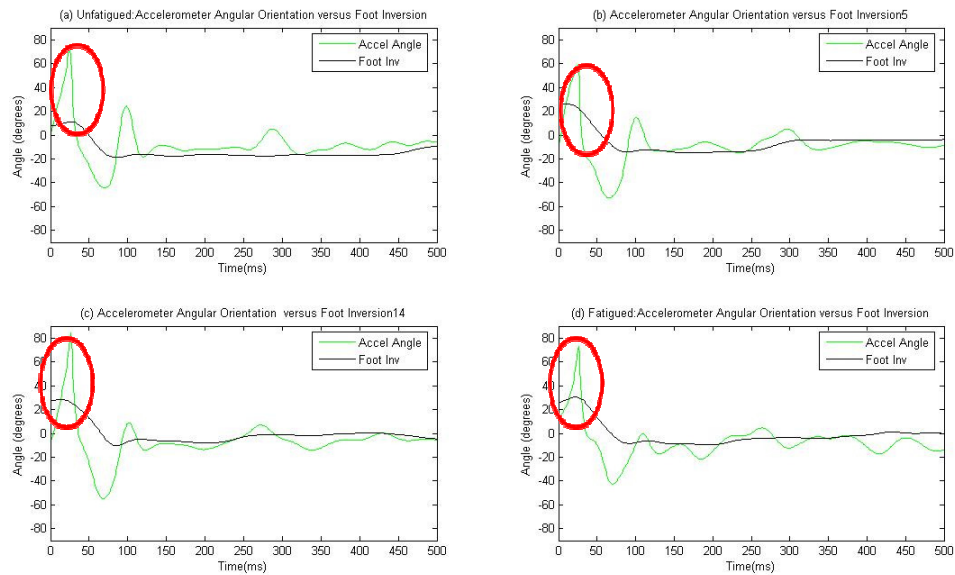 (a) Unfatigued:Accelerometer Angular Orientation versus Foot Inversion
80
60
40
20
0
-20
-40
-60
-80
Angle (degrees)
Accel Angle
Foot Inv
0 50 100 150 200 250 300 350 400 450 500
Time(ms)
(b) Accelerometer Angular Orientation versus Foot Inversion5
80
60
40
20
0
-20
-40
-60
-80
Angle (degrees)
Accel Angle
Foot Inv
0 50 100 150 200 250 300 350 400 450 500
Time(ms)
(c) Accelerometer Angular Orientation versus Foot Inversion14
80
60
40
20
0
-20
-40
-60
-80
Angle (degrees)
Accel Angle
Foot Inv
0 50 100 150 200 250 300 350 400 450 500
Time(ms)
(d) Fatigued:Accelerometer Angular Orientation versus Foot Inversion
80
60
40
20
0
-20
-40
-60
-80
Angle (degrees)
Accel Angle
Foot Inv
0 50 100 150 200 250 300 350 400 450 500
Time(ms)